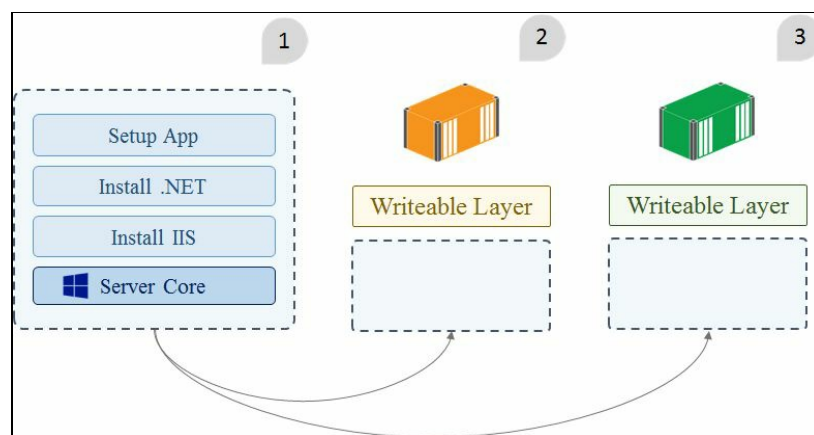 1
2
3
Setup App
Install .NET
Install IIS
Server Core
Writeable Layer
Writeable Layer